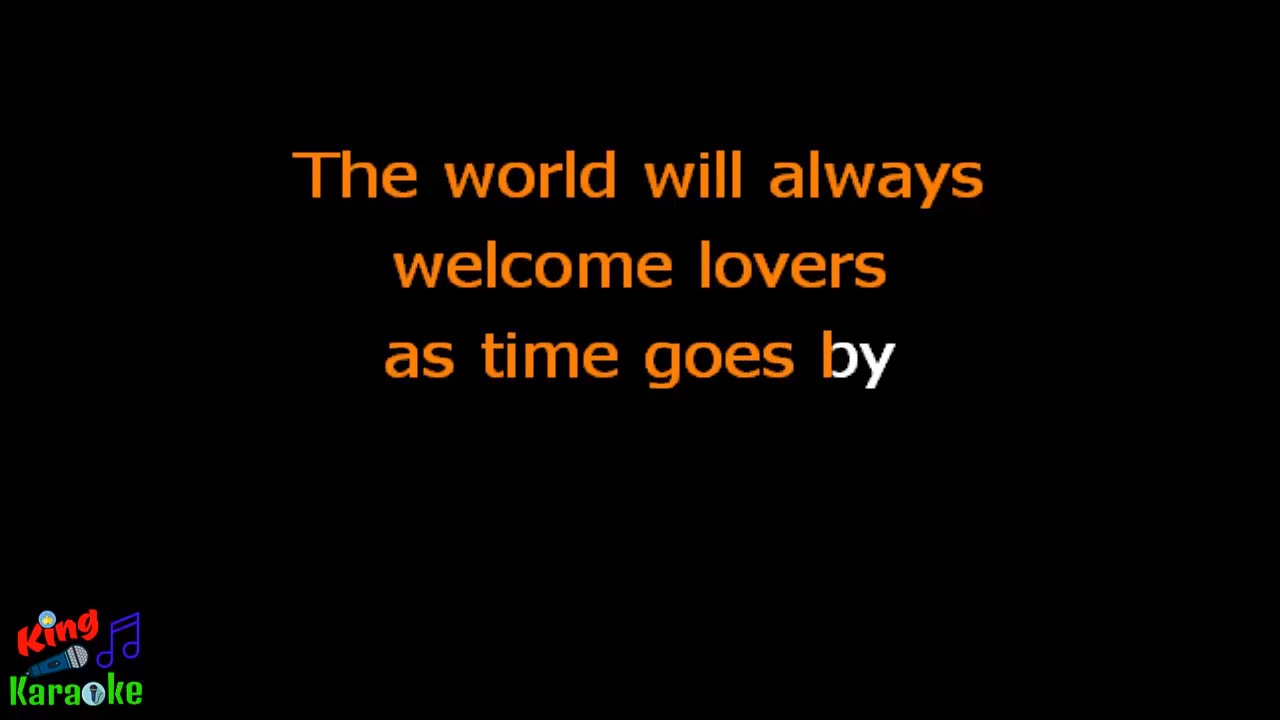 The world will always
welcome lovers
as time goes by
King
Karaoke